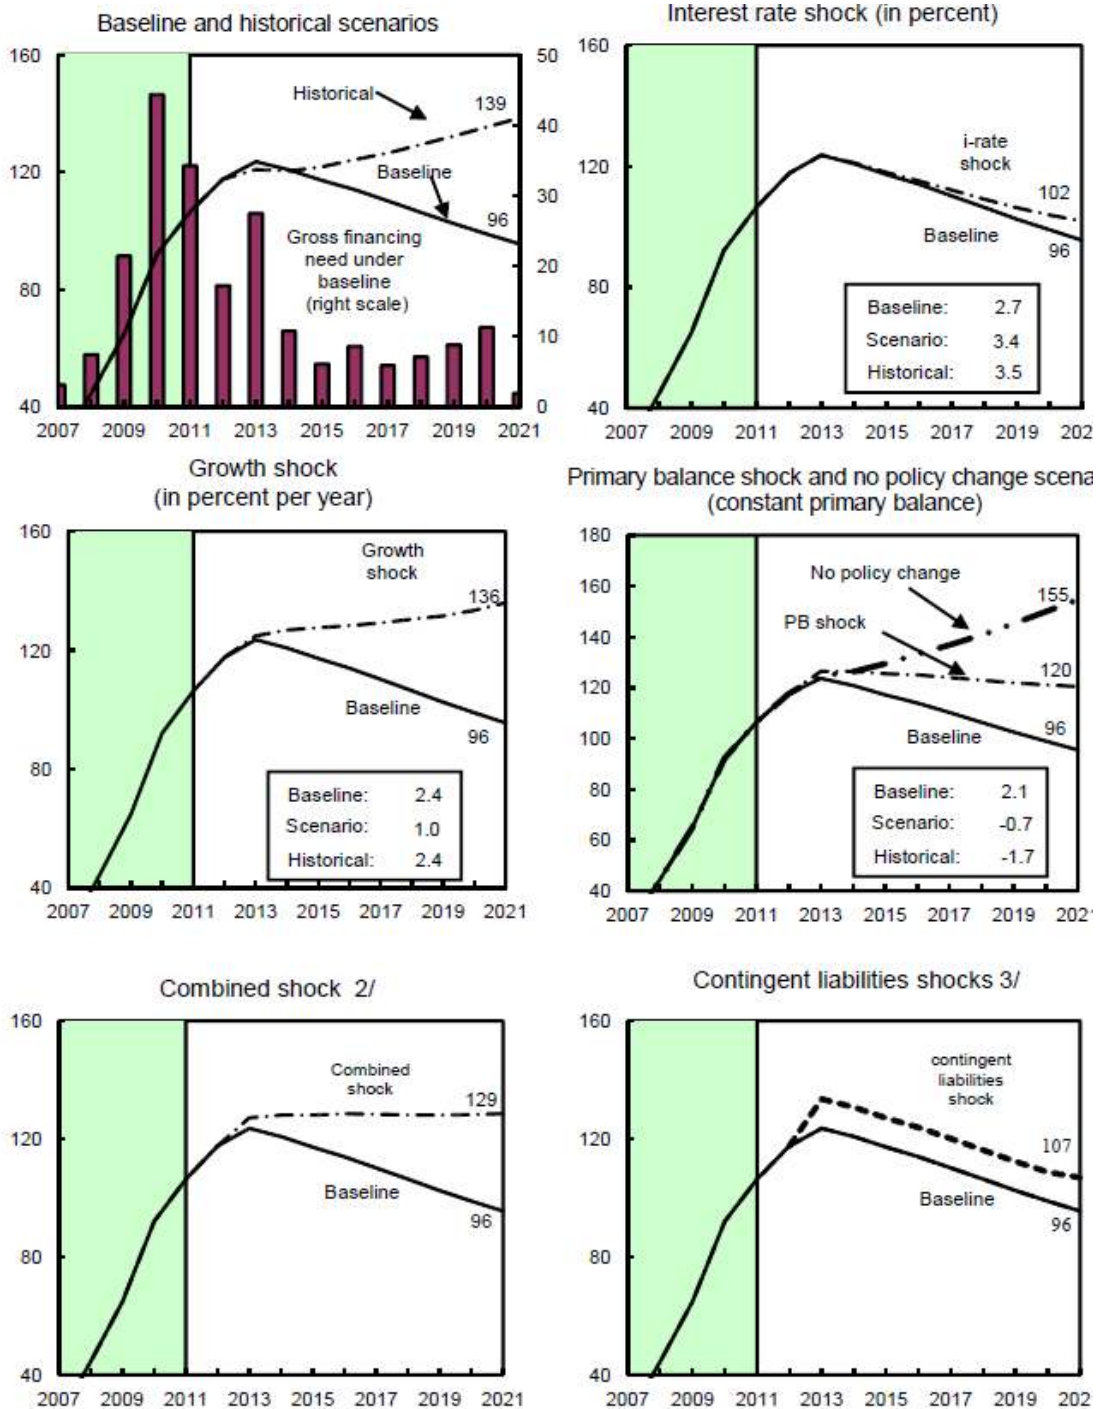 Baseline and historical scenarios
160
120
80
40
50
40
30
20
10
0
Historical
139
Baseline
96
Gross financing
need under
baseline
(right scale)
2007 2009 2011 2013 2015 2017 2019 2021
Interest rate shock (in percent)
160
120
80
40
i-rate
shock
102
Baseline
96
Baseline: 2.7
Scenario: 3.4
Historical: 3.5
2007 2009 2011 2013 2015 2017 2019 202
Growth shock
(in percent per year)
160
120
80
40
Growth
shock
136
Baseline
96
Baseline: 2.4
Scenario: 1.0
Historical: 2.4
2007 2009 2011 2013 2015 2017 2019 2021
Primary balance shock and no policy change scena
(constant primary balance)
180
160
140
120
100
80
60
40
No policy change
155
PB shock
120
96
Baseline
Baseline: 2.1
Scenario: -0.7
Historical: -1.7
2007 2009 2011 2013 2015 2017 2019 2021
Combined shock 2/
160
120
80
40
Combined
shock
129
Baseline
96
2007 2009 2011 2013 2015 2017 2019 2021
Contingent liabilities shocks 3/
160
120
80
40
contingent
liabilities
shock
107
Baseline
96
2007 2009 2011 2013 2015 2017 2019 2021